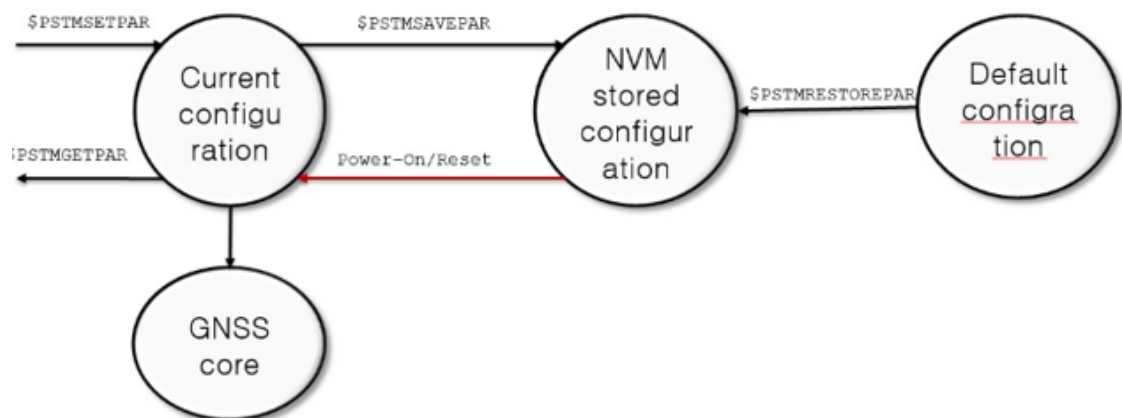 $PSTMSETPAR
$PSTMSAVEPAR
Current
configu
ration
NVM
stored
configur
ation
Default
configra
tion
$PSTMRESTOREPAR
$PSTMGETPAR
Power-On/Reset
GNSS
core